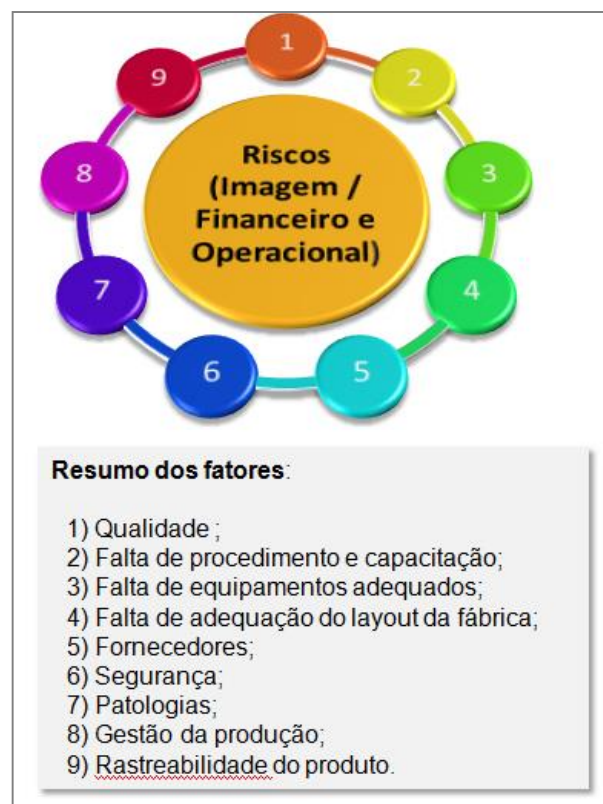 1
2
3
4
5
6
7
8
9
Riscos
(Imagem /
Financeiro e
Operacional)
Resumo dos fatores:
1) Qualidade ;
2) Falta de procedimento e capacitação;
3) Falta de equipamentos adequados;
4) Falta de adequação do layout da fábrica;
5) Fornecedores;
6) Segurança;
7) Patologias;
8) Gestão da produção;
9) Rastreabilidade do produto.